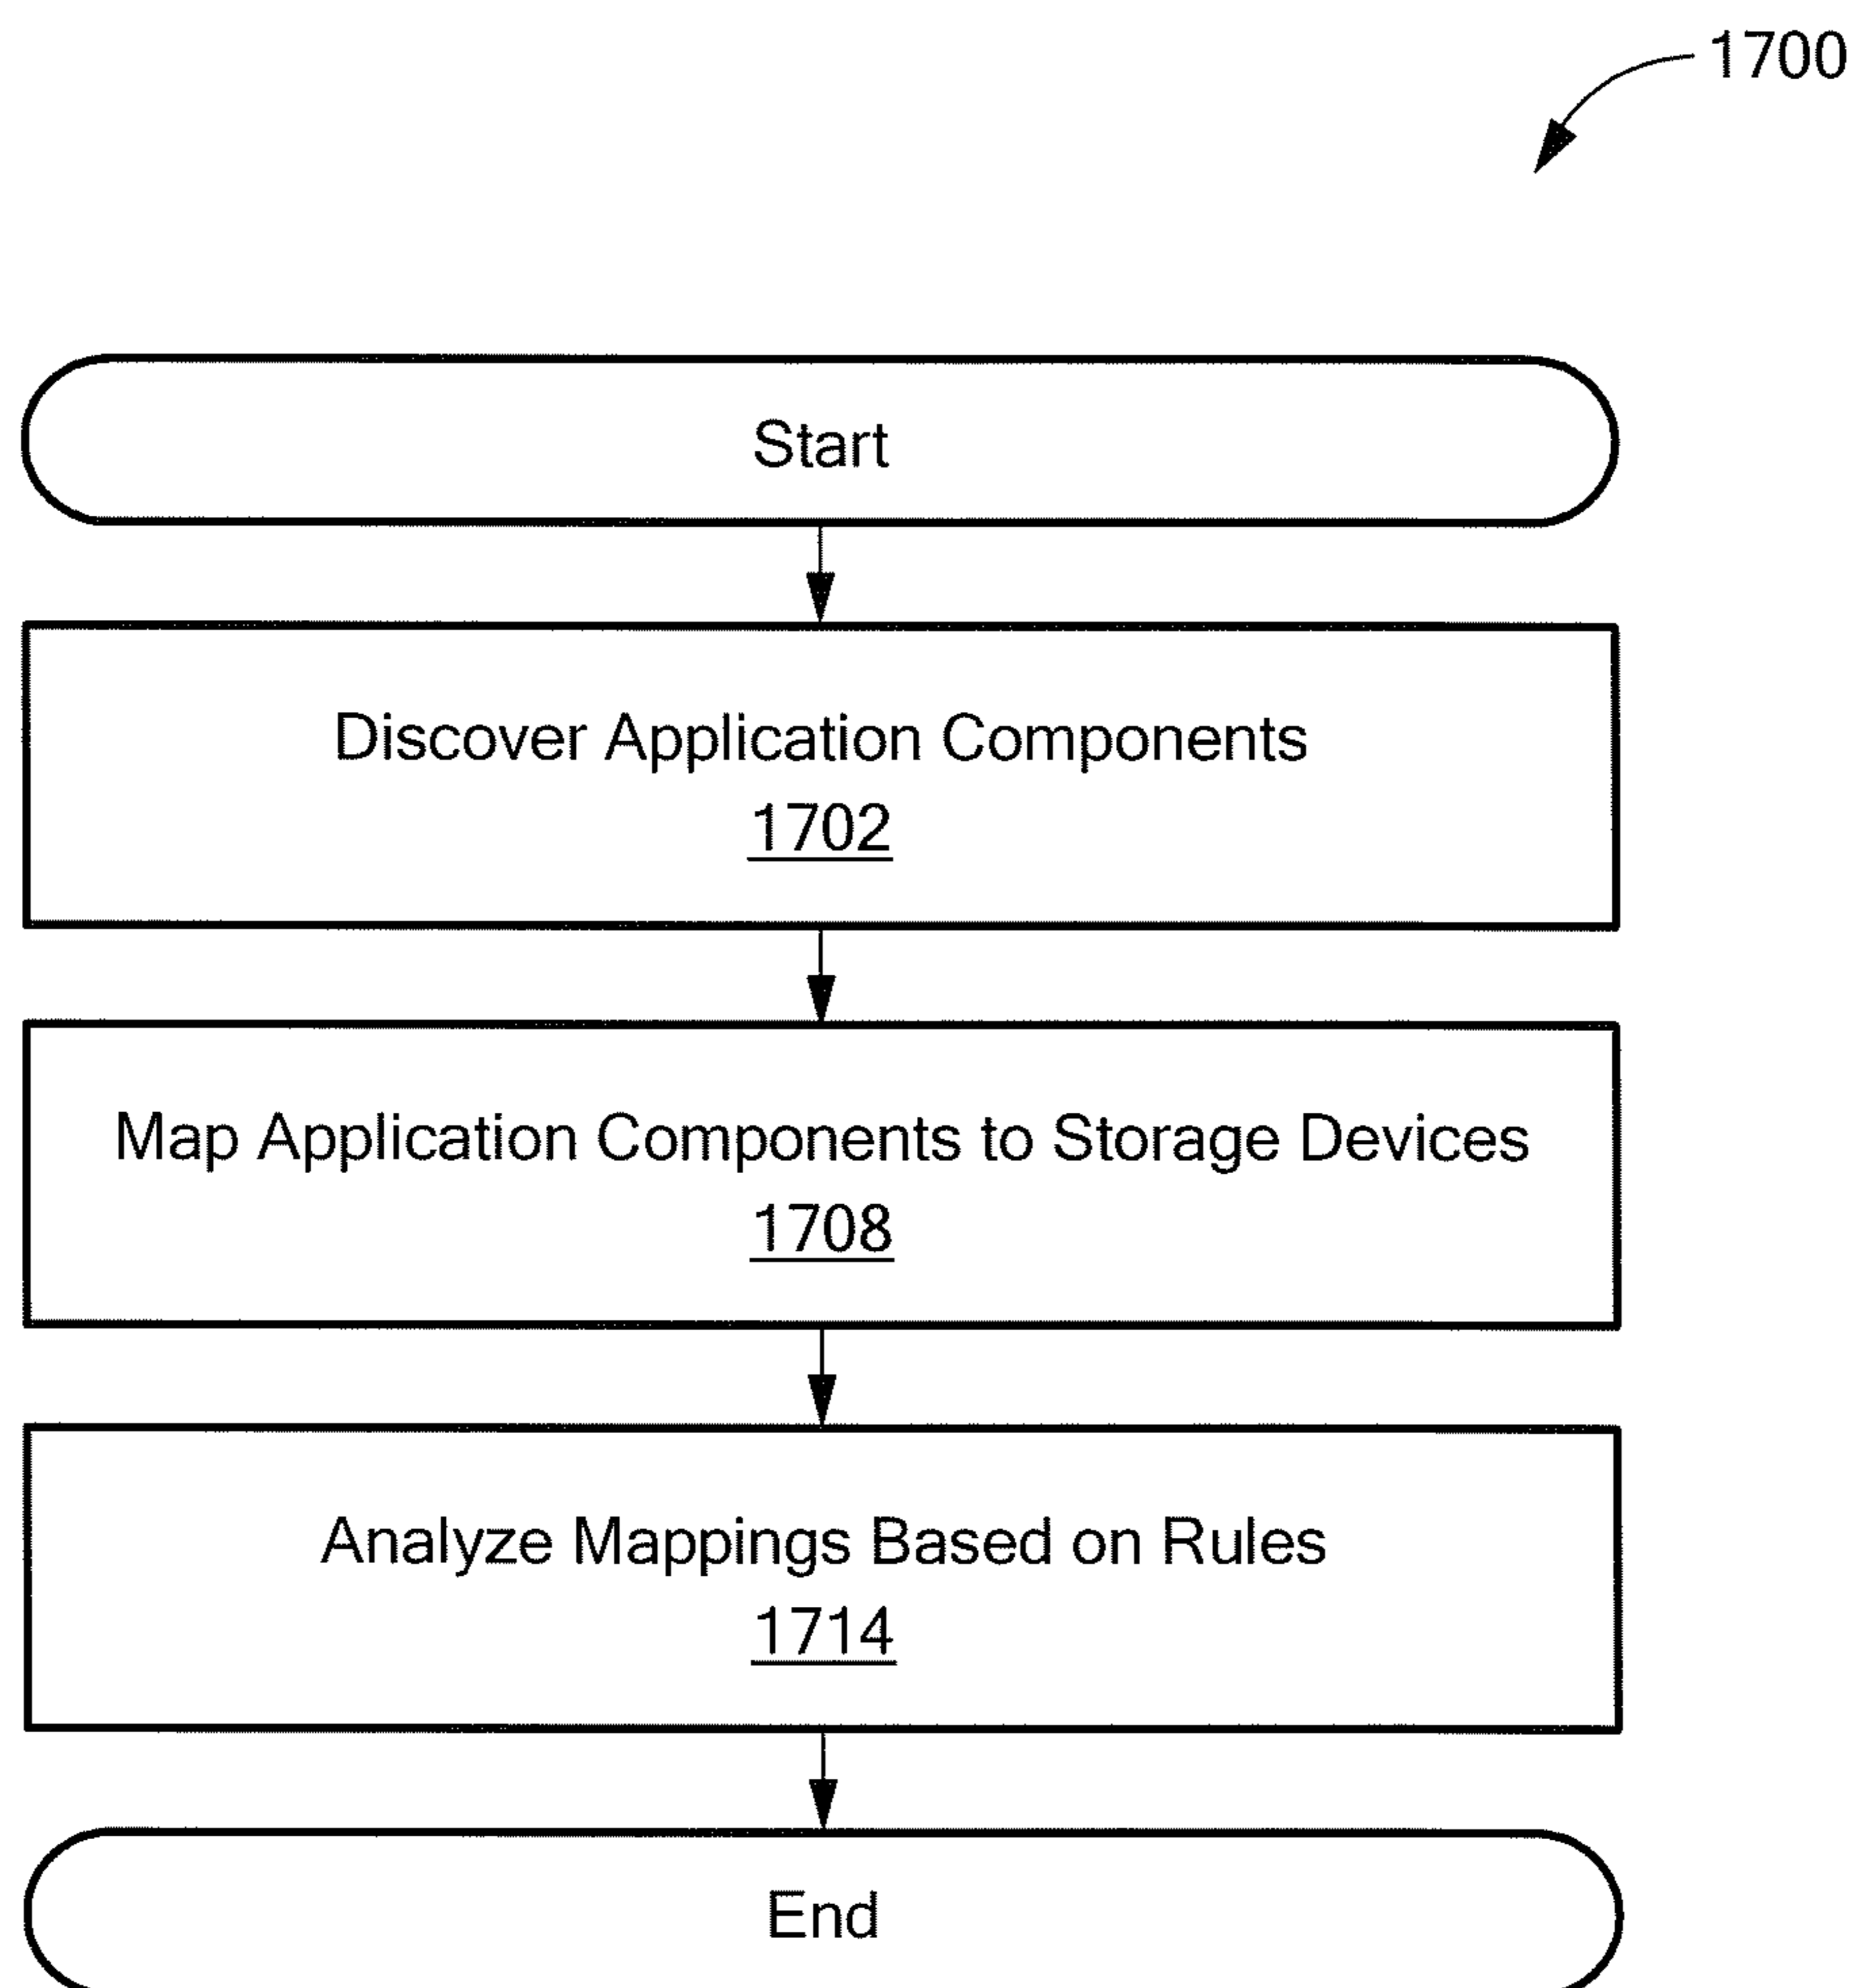 1700
Start
Discover Application Components
1702
Map Application Components to Storage Devices
1708
Analyze Mappings Based on Rules
1714
End